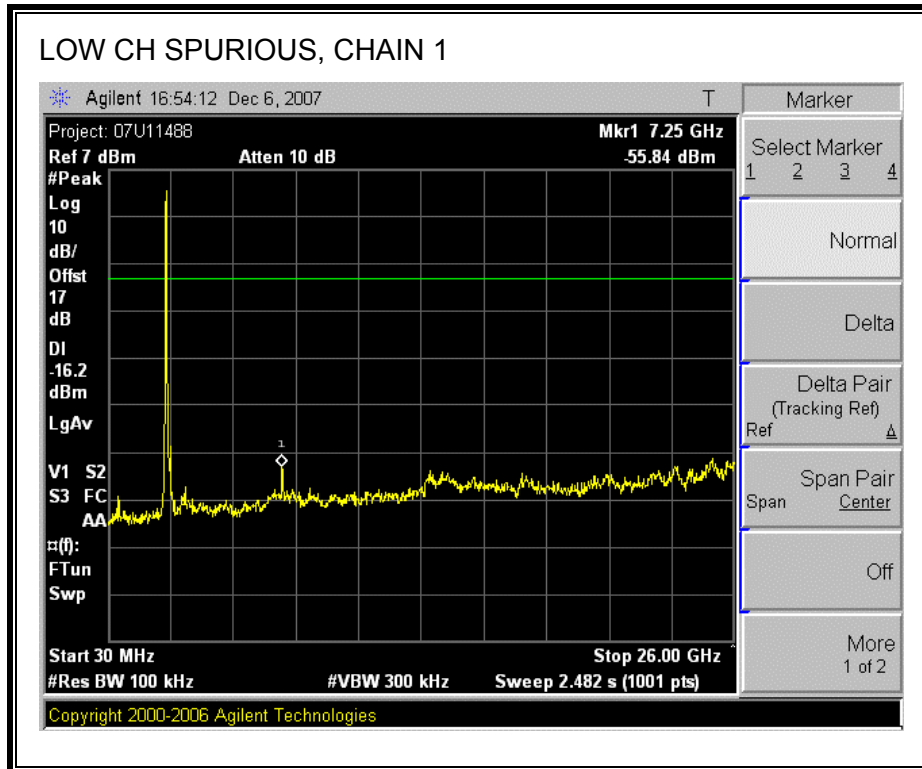 LOW CH SPURIOUS, CHAIN 1
Agilent 16:54:12 Dec 6, 2007 T
Marker
Project: 07U11488 Mkr1 7.25 GHz
Ref 7 dBm Atten 10 dB -55.84 dBm
#Peak
Log
10
dB/
Offst
17
dB
DI
-16.2
dBm
LgAv
1
V1 S2
S3 FC
AA
¤(f):
FTun
Swp
Start 30 MHz Stop 26.00 GHz
#Res BW 100 kHz #VBW 300 kHz Sweep 2.482 s (1001 pts)
Select Marker
1 2 3 4
Normal
Delta
Delta Pair
(Tracking Ref)
Ref Δ
Span Pair
Span Center
Off
More
1 of 2
Copyright 2000-2006 Agilent Technologies